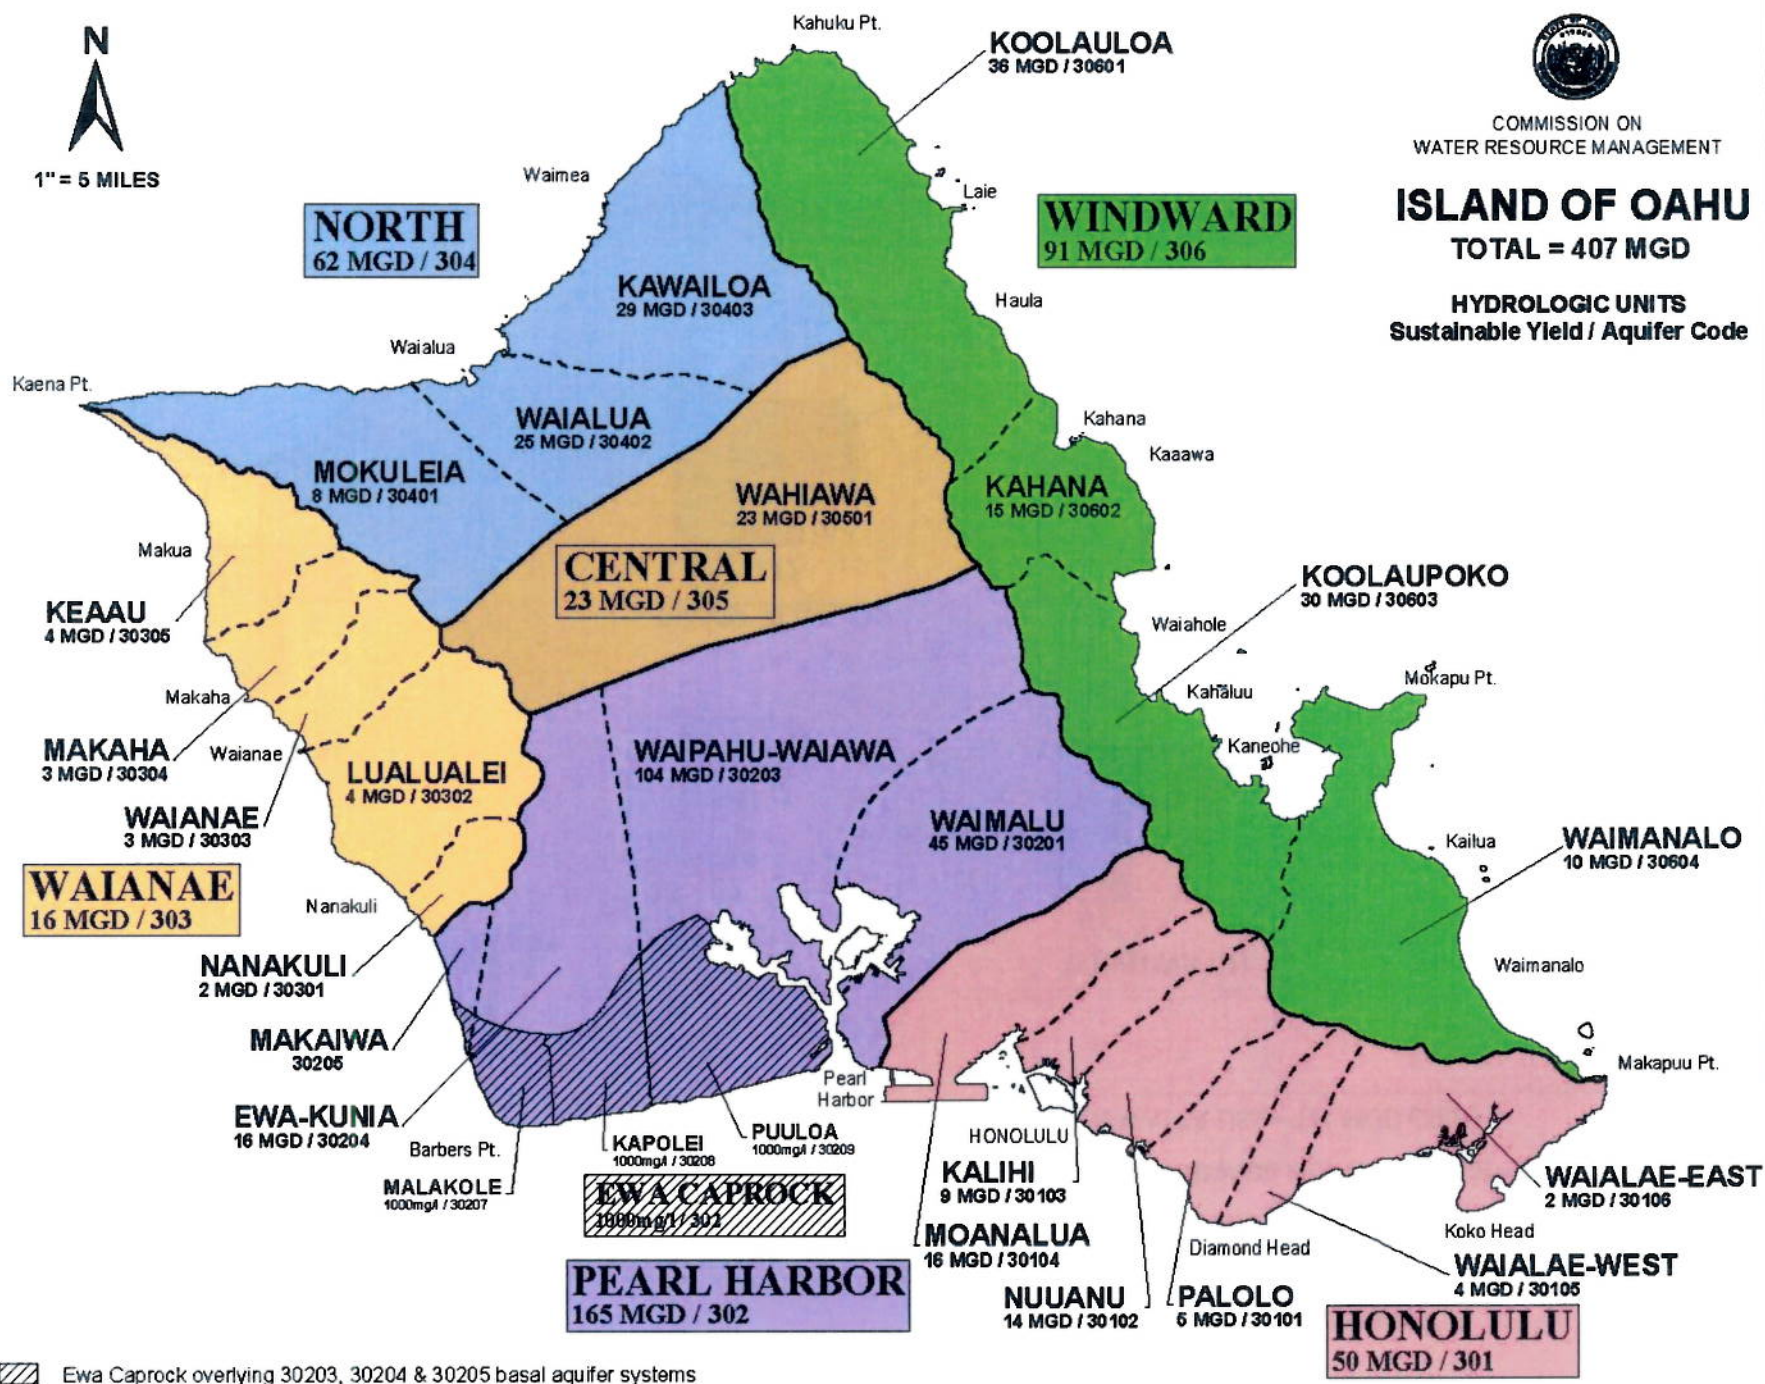 N
1" = 5 MILES
COMMISSION ON
WATER RESOURCE MANAGEMENT
ISLAND OF OAHU
TOTAL = 407 MGD
HYDROLOGIC UNITS
Sustainable Yield / Aquifer Code
Kahuku Pt.
KOOLAULOA
36 MGD / 30601
Waimea
Laie
NORTH
62 MGD / 304
WINDWARD
91 MGD / 306
KAWAILOA
29 MGD / 30403
Haula
Waialua
Kaena Pt.
WAIALUA
25 MGD / 30402
Kahana
Kaaawa
MOKULEIA
8 MGD / 30401
WAHIAWA
23 MGD / 30501
KAHANA
15 MGD / 30602
Makua
CENTRAL
23 MGD / 305
KOOLAUPOKO
30 MGD / 30603
KEAAU
4 MGD / 30305
Waiahole
Makaha
Kahaluu
Mokapu Pt.
MAKAHA
3 MGD / 30304
Waianae
WAIPAHU-WAIAWA
104 MGD / 30203
Kaneohe
LUALUALEI
4 MGD / 30302
WAIANAE
3 MGD / 30303
WAIMALU
45 MGD / 30201
Kailua
WAIMANALO
10 MGD / 30604
WAIANAE
16 MGD / 303
Nanakuli
NANAKULI
2 MGD / 30301
Waimanalo
MAKAIWA
30205
Makapuu Pt.
Pearl
Harbor
EWA-KUNIA
16 MGD / 30204
Barbers Pt.
KAPOLEI
1000mg/l / 30208
PUULOA
1000mg/l / 30209
HONOLULU
MALAKOLE
1000mg/l / 30207
EWA CAPROCK
1000mg/l / 302
KALIHI
9 MGD / 30103
WAIALAE-EAST
2 MGD / 30106
MOANALUA
16 MGD / 30104
Diamond Head
Koko Head
WAIALAE-WEST
4 MGD / 30105
PEARL HARBOR
165 MGD / 302
NUUANU
14 MGD / 30102
PALOLO
5 MGD / 30101
HONOLULU
50 MGD / 301
Ewa Caprock overlying 30203, 30204 & 30205 basal aquifer systems